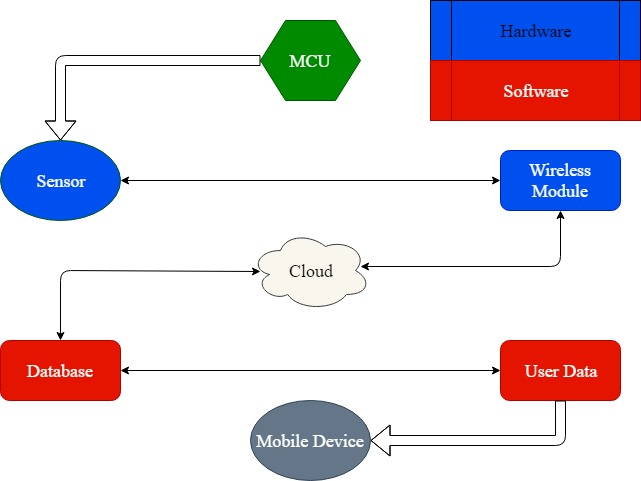 MCU
Hardware
Software
Sensor
Wireless
Module
Cloud
Database
User Data
Mobile Device